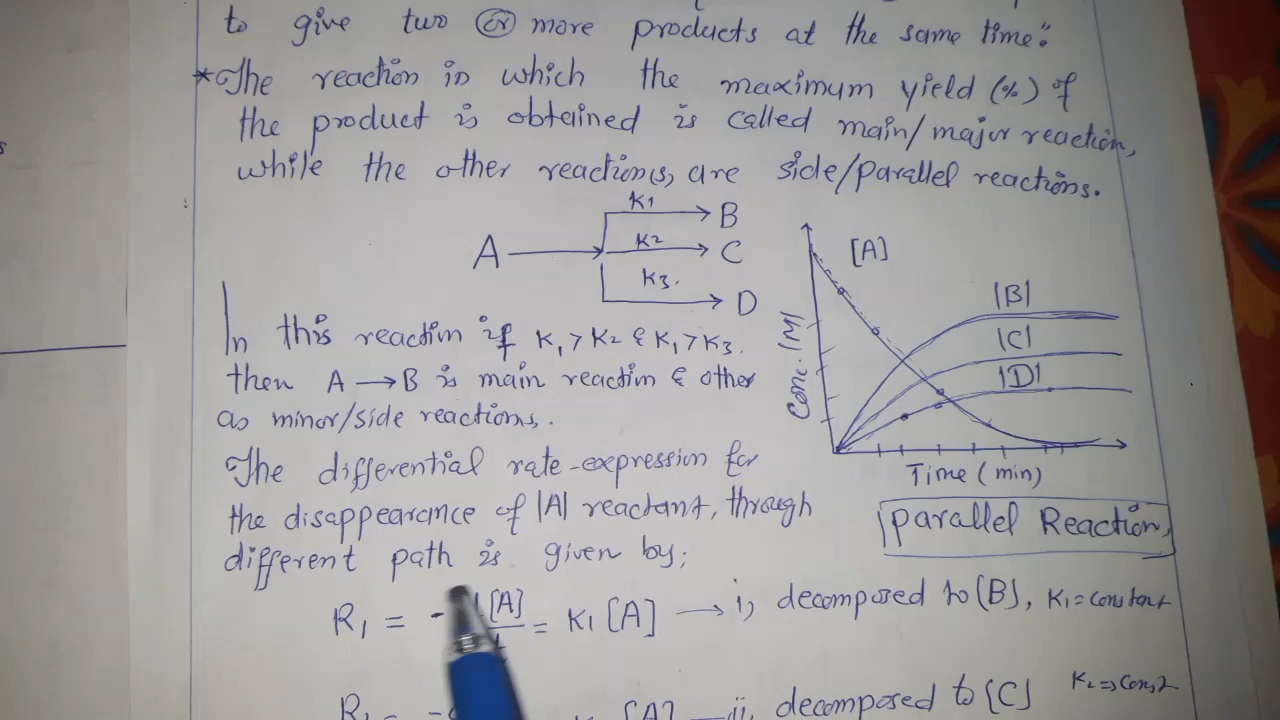 to give two (or) more products at the same time".
*The reaction in which the maximum yield (%) of
the product is obtained is called main/major reaction,
while the other reaction(s) are side/parallel reactions.
K1
B
A
K2
C
K3.
D
[A]
|B|
|C|
|D|
Conc. |M|
Time (min)
parallel Reaction,
In this reaction if K1 > K2 & K1 > K3.
then A → B is main reaction & other
as minor/side reactions.
The differential rate-expression for
the disappearance of |A| reactant, through
different path is given by;
R1 = - [A] = K1 [A] → i, decomposed to [B], K1 = constant
[A] ii, decomposed to [C]